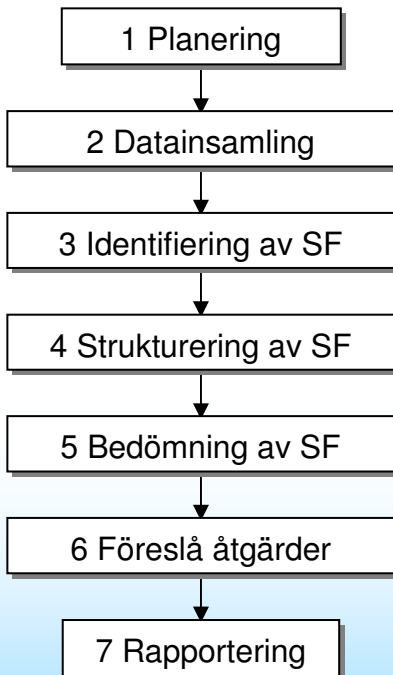 1 Planering
2 Datainsamling
3 Identifiering av SF
4 Strukturering av SF
5 Bedömning av SF
6 Föreslå åtgärder
7 Rapportering